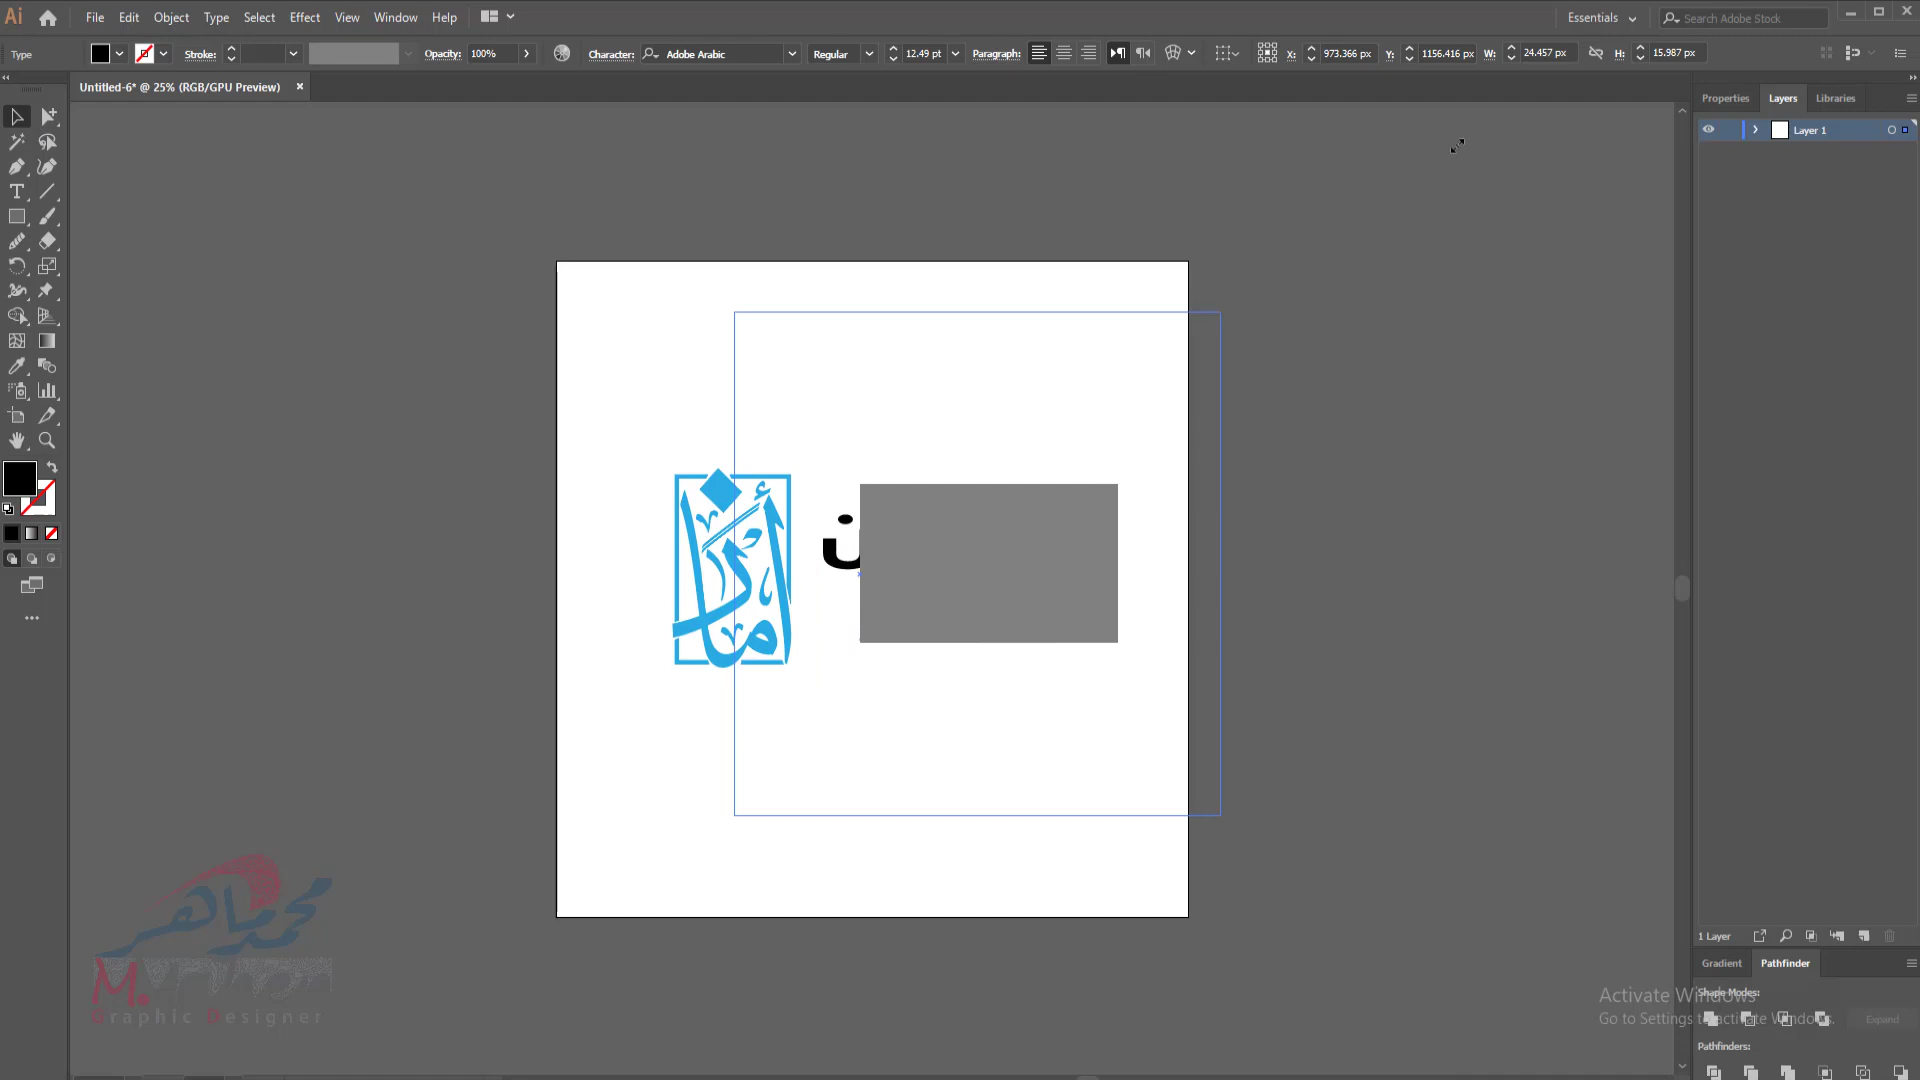 File Edit Object Type Select Effect View Window Help
Essentials
Search Adobe Stock
Type
Stroke:
Opacity: 100%
Character: Adobe Arabic
Regular
12.49 pt
Paragraph:
X: 973.366 px
Y: 1156.416 px
W: 24.457 px
H: 15.987 px
Untitled-6* @ 25% (RGB/GPU Preview)
Properties Layers Libraries
Layer 1
ن
محمد ماهر
Graphic Designer
1 Layer
Gradient Pathfinder
Activate Windows
Shape Modes:
Go to Settings to activate Windows.
Expand
Pathfinders: